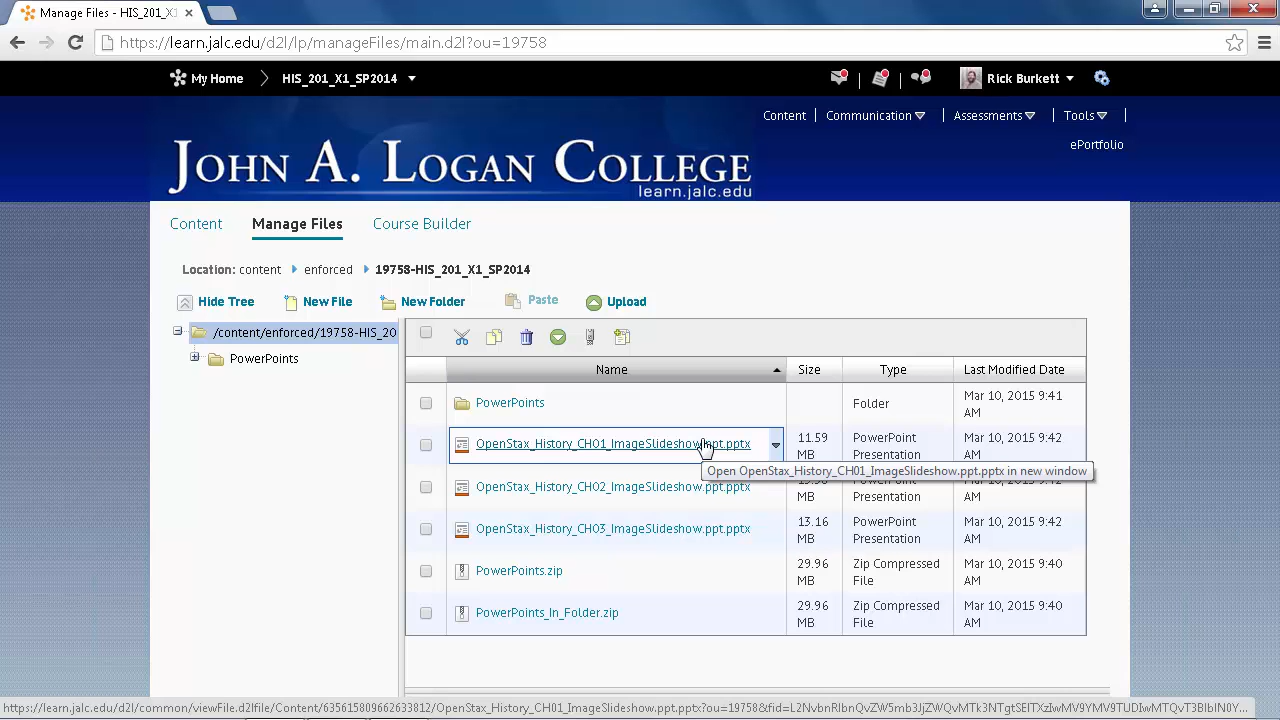 Manage Files - HIS_201_X1
https://learn.jalc.edu/d2l/lp/manageFiles/main.d2l?ou=19758
My Home HIS_201_X1_SP2014 Rick Burkett
Content Communication Assessments Tools
ePortfolio
JOHN A. LOGAN COLLEGE
learn.jalc.edu
Content Manage Files Course Builder
Location: content enforced 19758-HIS_201_X1_SP2014
Hide Tree New File New Folder Paste Upload
/content/enforced/19758-HIS_20
PowerPoints
Name Size Type Last Modified Date
PowerPoints Folder Mar 10, 2015 9:41 AM
OpenStax_History_CH01_ImageSlideshow.ppt.pptx 11.59 MB PowerPoint Presentation Mar 10, 2015 9:42
Open OpenStax_History_CH01_ImageSlideshow.ppt.pptx in new window
OpenStax_History_CH02_ImageSlideshow.ppt.pptx MB Presentation AM
OpenStax_History_CH03_ImageSlideshow.ppt.pptx 13.16 MB PowerPoint Presentation Mar 10, 2015 9:42 AM
PowerPoints.zip 29.96 MB Zip Compressed File Mar 10, 2015 9:40 AM
PowerPoints_In_Folder.zip 29.96 MB Zip Compressed File Mar 10, 2015 9:40 AM